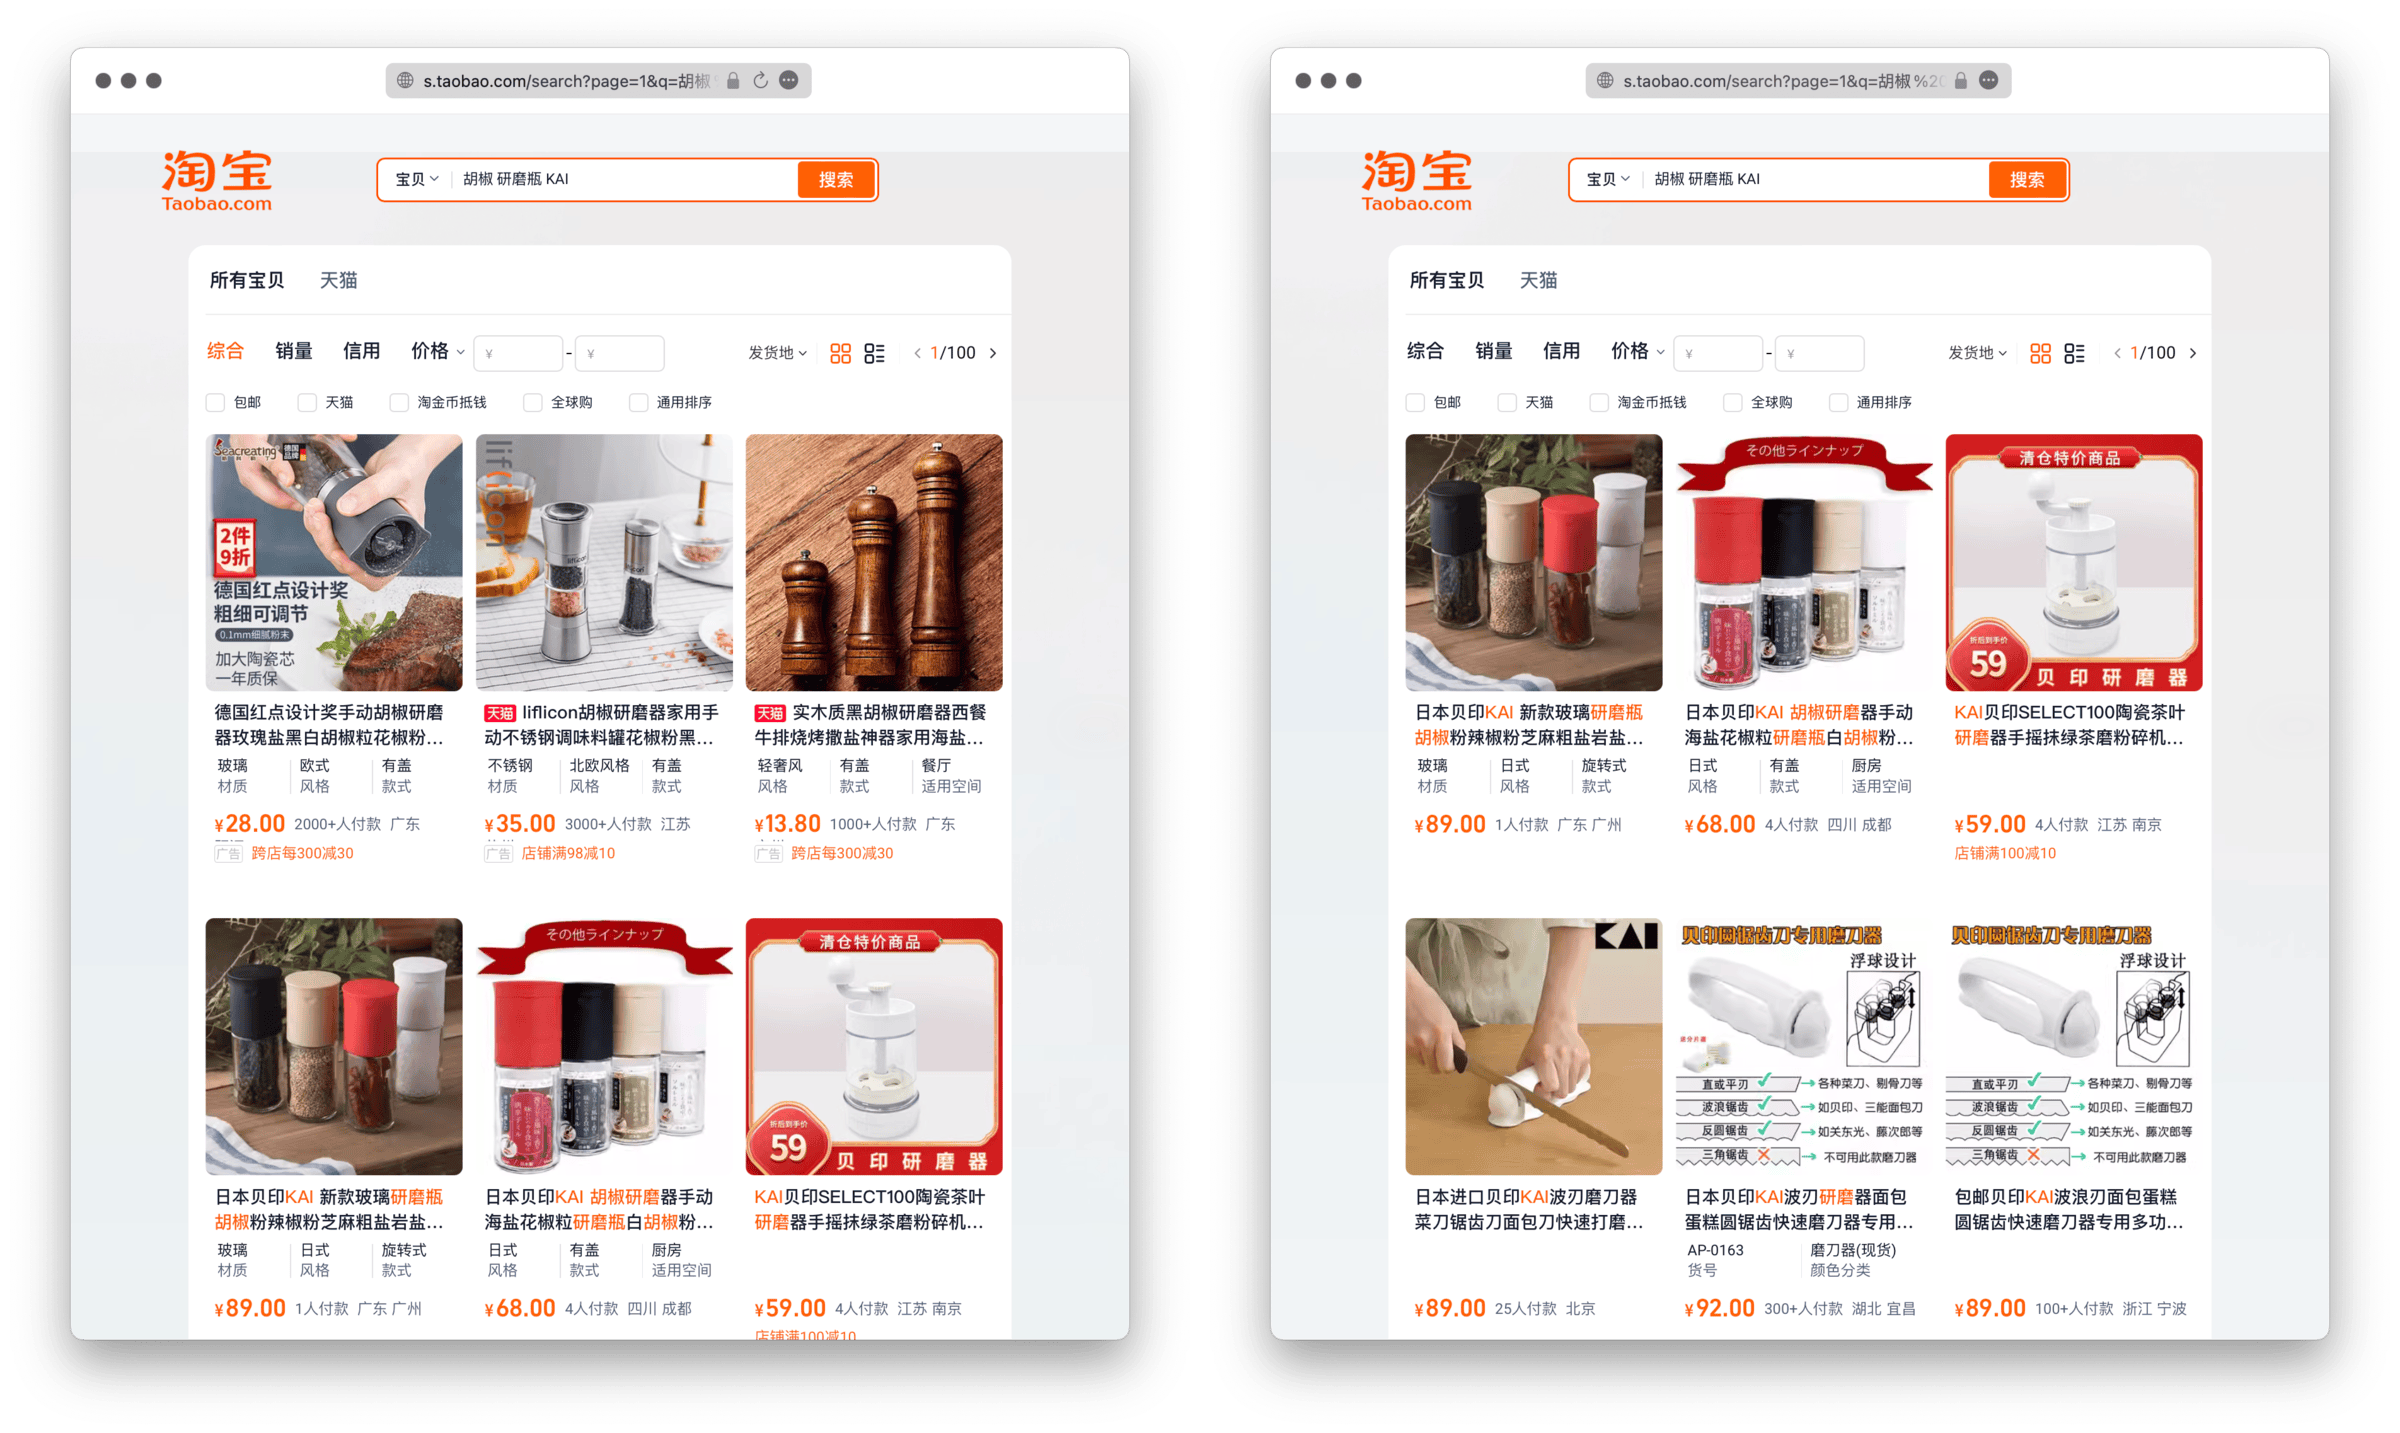 s.taobao.com/search?page=1&q=胡椒
淘宝
Taobao.com
宝贝
胡椒 研磨瓶 KAI
搜索
所有宝贝 天猫
综合 销量 信用 价格 ¥ - ¥ 发货地 1/100
包邮 天猫 淘金币抵钱 全球购 通用排序
Seacreating 德国品牌
2件
9折
德国红点设计奖
粗细可调节
0.1mm细腻粉末
加大陶瓷芯
一年质保
liflicon
德国红点设计奖手动胡椒研磨
器玫瑰盐黑白胡椒粒花椒粉...
玻璃 欧式 有盖
材质 风格 款式
¥28.00 2000+人付款 广东
广告 跨店每300减30
天猫 liflicon胡椒研磨器家用手
动不锈钢调味料罐花椒粉黑...
不锈钢 北欧风格 有盖
材质 风格 款式
¥35.00 3000+人付款 江苏
广告 店铺满98减10
天猫 实木质黑胡椒研磨器西餐
牛排烧烤撒盐神器家用海盐...
轻奢风 有盖 餐厅
风格 款式 适用空间
¥13.80 1000+人付款 广东
广告 跨店每300减30
その他ラインナップ
清仓特价商品
折后到手价
59
贝印研磨器
日本贝印KAI 新款玻璃研磨瓶
胡椒粉辣椒粉芝麻粗盐岩盐...
玻璃 日式 旋转式
材质 风格 款式
¥89.00 1人付款 广东 广州
日本贝印KAI 胡椒研磨器手动
海盐花椒粒研磨瓶白胡椒粉...
日式 有盖 厨房
风格 款式 适用空间
¥68.00 4人付款 四川 成都
KAI贝印SELECT100陶瓷茶叶
研磨器手摇抹绿茶磨粉碎机...
¥59.00 4人付款 江苏 南京
店铺满100减10
s.taobao.com/search?page=1&q=胡椒%20
淘宝
Taobao.com
宝贝
胡椒 研磨瓶 KAI
搜索
所有宝贝 天猫
综合 销量 信用 价格 ¥ - ¥ 发货地 1/100
包邮 天猫 淘金币抵钱 全球购 通用排序
その他ラインナップ
清仓特价商品
折后到手价
59
贝印研磨器
日本贝印KAI 新款玻璃研磨瓶
胡椒粉辣椒粉芝麻粗盐岩盐...
玻璃 日式 旋转式
材质 风格 款式
¥89.00 1人付款 广东 广州
日本贝印KAI 胡椒研磨器手动
海盐花椒粒研磨瓶白胡椒粉...
日式 有盖 厨房
风格 款式 适用空间
¥68.00 4人付款 四川 成都
KAI贝印SELECT100陶瓷茶叶
研磨器手摇抹绿茶磨粉碎机...
¥59.00 4人付款 江苏 南京
店铺满100减10
KAI
日本进口贝印KAI波刃磨刀器
菜刀锯齿刀面包刀快速打磨...
¥89.00 25人付款 北京
贝印圆锯齿刀专用磨刀器
浮球设计
直或平刃 各种菜刀、剔骨刀等
波浪锯齿 如贝印、三能面包刀
反圆锯齿 如关东光、藤次郎等
三角锯齿 不可用此款磨刀器
日本贝印KAI波刃研磨器面包
蛋糕圆锯齿快速磨刀器专用...
AP-0163 磨刀器(现货)
货号 颜色分类
¥92.00 300+人付款 湖北 宜昌
贝印圆锯齿刀专用磨刀器
浮球设计
直或平刃 各种菜刀、剔骨刀等
波浪锯齿 如贝印、三能面包刀
反圆锯齿 如关东光、藤次郎等
三角锯齿 不可用此款磨刀器
包邮贝印KAI波浪刃面包蛋糕
圆锯齿快速磨刀器专用多功...
¥89.00 100+人付款 浙江 宁波